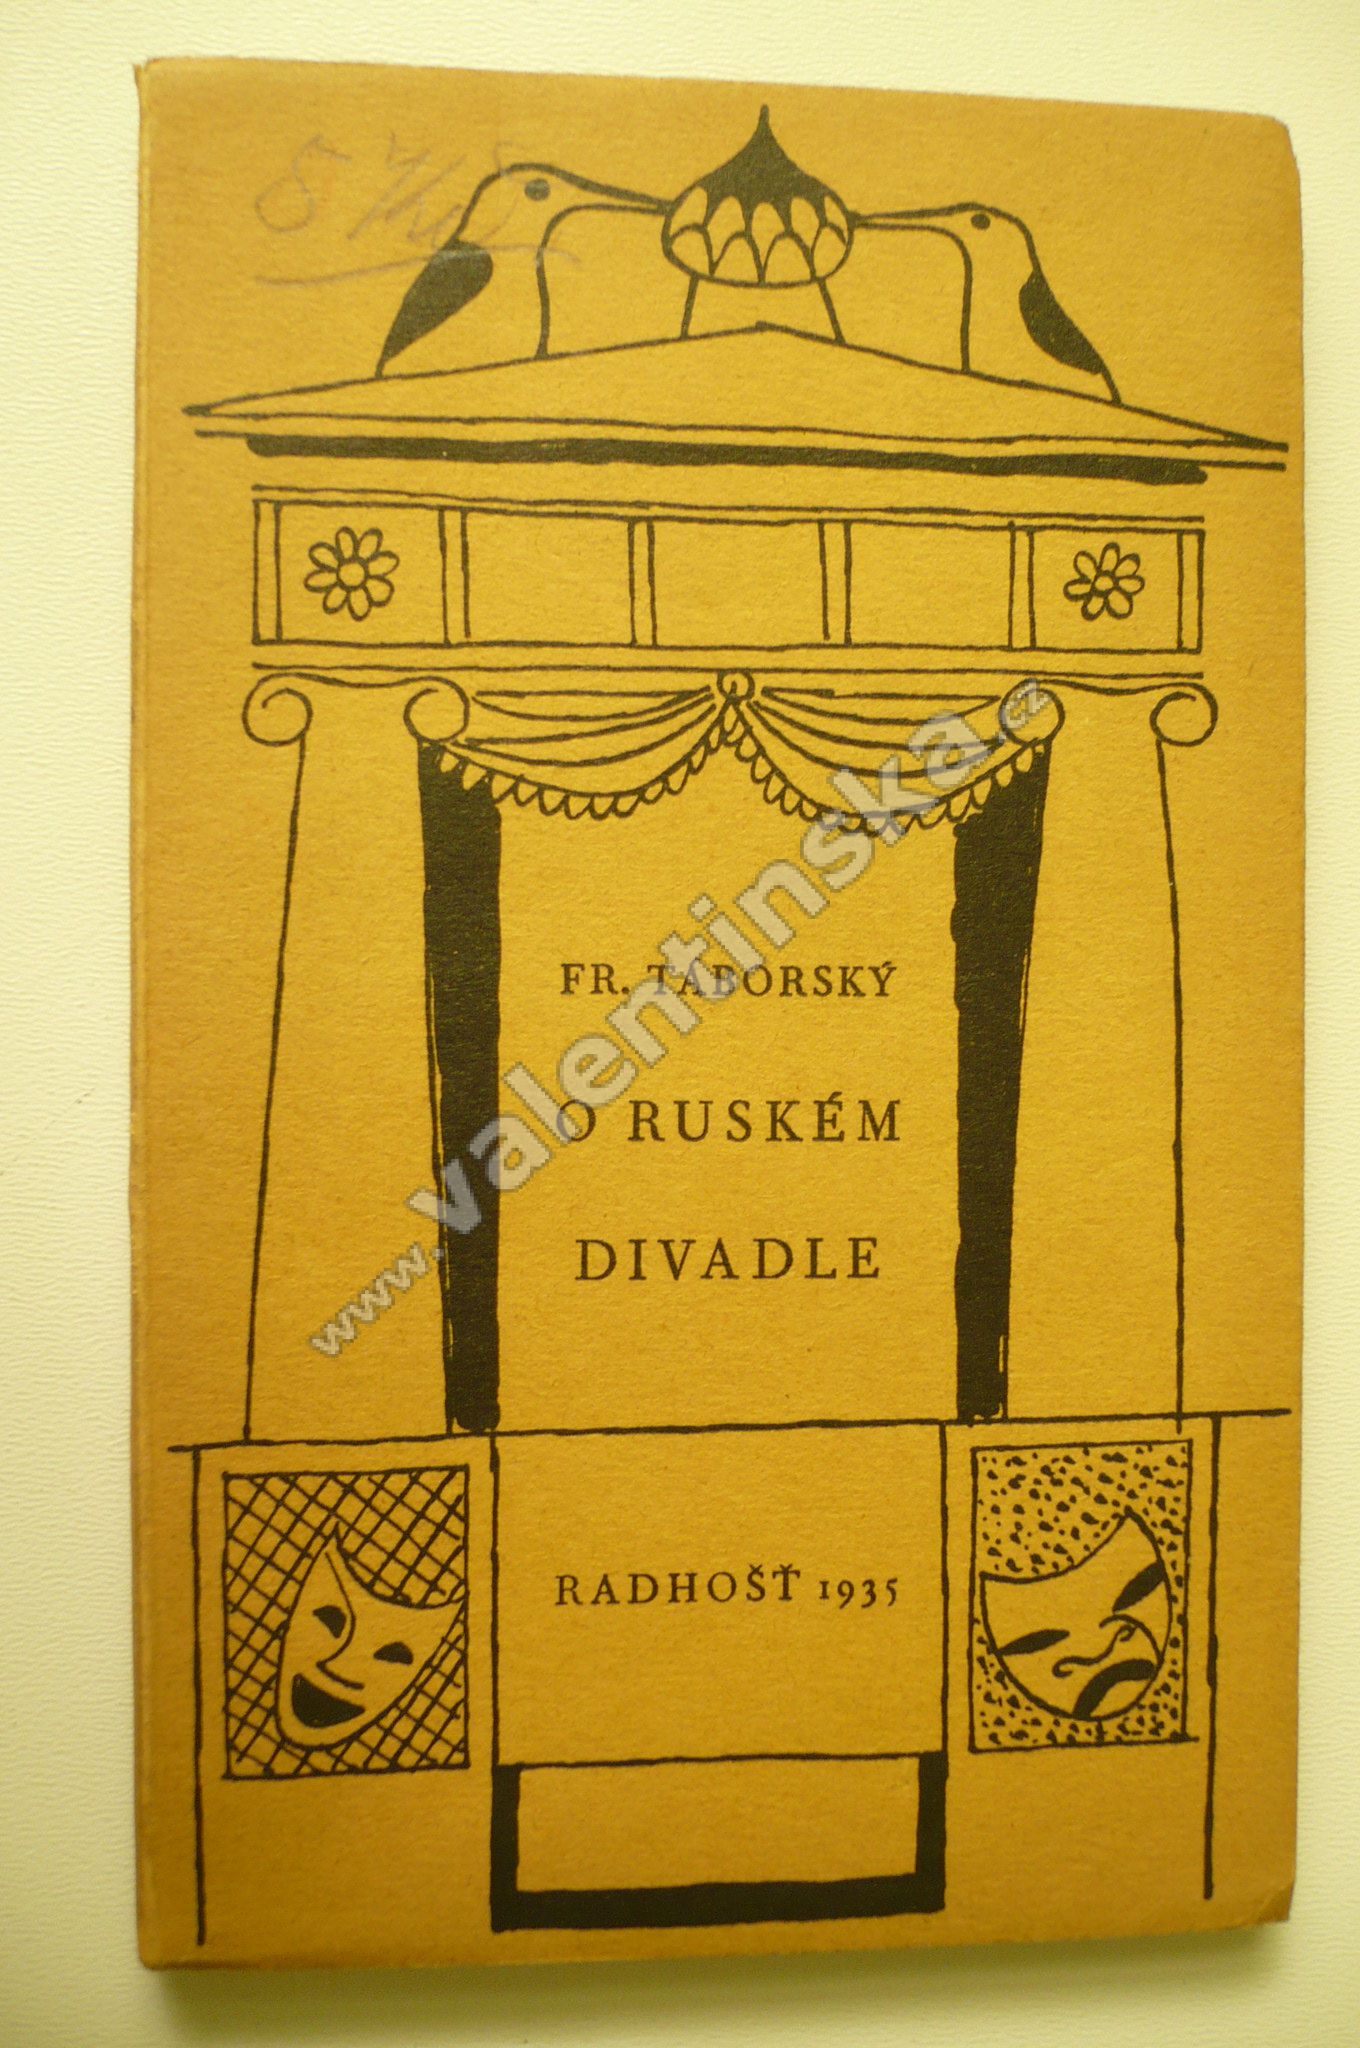 FR. TÁBORSKÝ
O RUSKÉM
DIVADLE
RADHOŠŤ 1935
www.valentinska.cz